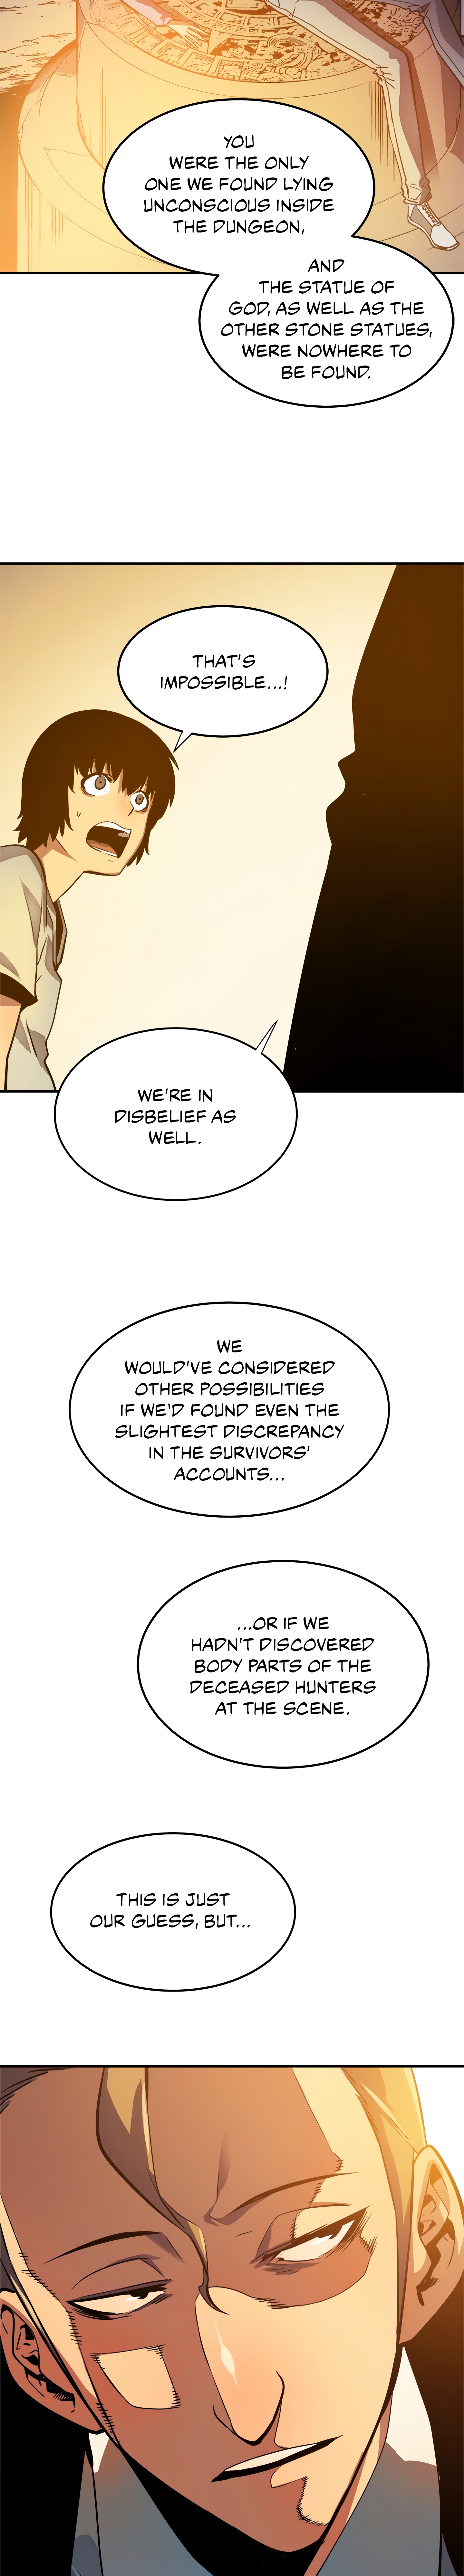 YOU
WERE THE ONLY
ONE WE FOUND LYING
UNCONSCIOUS INSIDE
THE DUNGEON,
AND
THE STATUE OF
GOD, AS WELL AS THE
OTHER STONE STATUES,
WERE NOWHERE TO
BE FOUND.
THAT'S
IMPOSSIBLE...!
WE'RE IN
DISBELIEF AS
WELL.
WE
WOULD'VE CONSIDERED
OTHER POSSIBILITIES
IF WE'D FOUND EVEN THE
SLIGHTEST DISCREPANCY
IN THE SURVIVORS'
ACCOUNTS...
...OR IF WE
HADN'T DISCOVERED
BODY PARTS OF THE
DECEASED HUNTERS
AT THE SCENE.
THIS IS JUST
OUR GUESS, BUT...